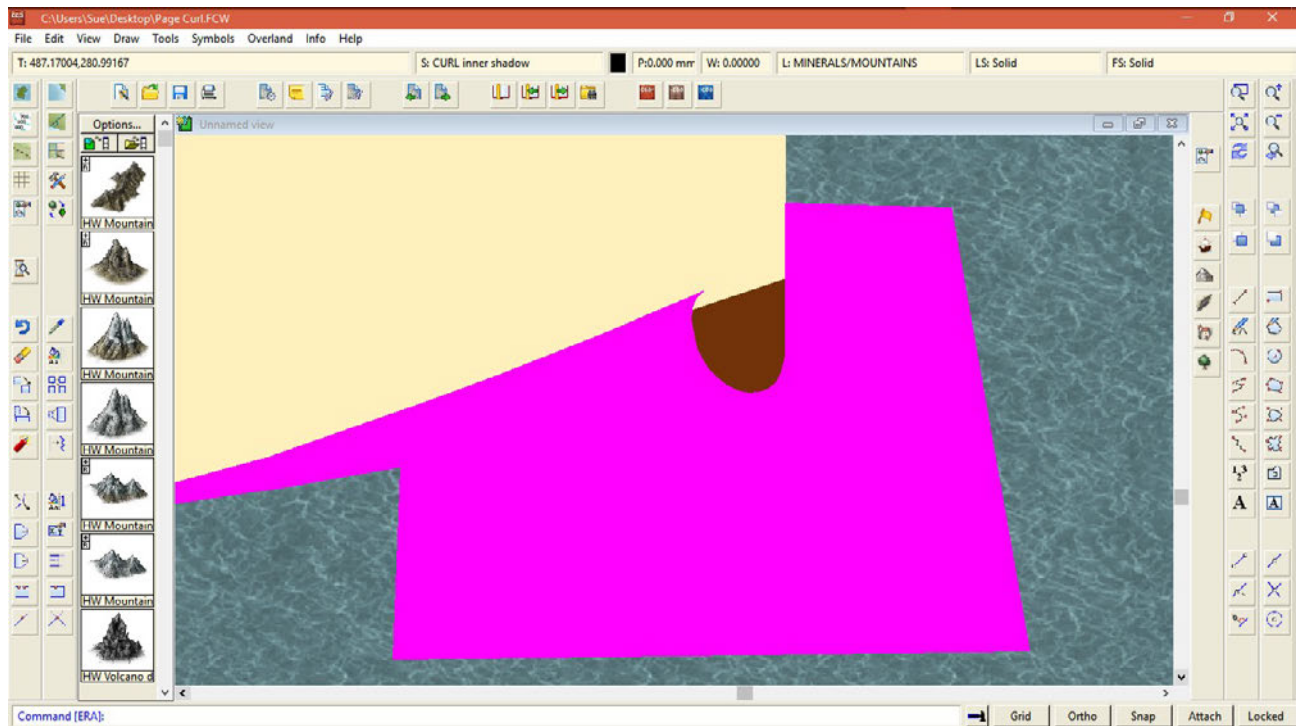 C:\Users\Sue\Desktop\Page Curl.FCW
File Edit View Draw Tools Symbols Overland Info Help
T: 487.17004,280.99167 S: CURL inner shadow P:0.000 mm W: 0.00000 L: MINERALS/MOUNTAINS LS: Solid FS: Solid
Options... Unnamed view
HW Mountain
HW Mountain
HW Mountain
HW Mountain
HW Mountain
HW Mountain
HW Volcano d
Command [ERA]: Grid Ortho Snap Attach Locked